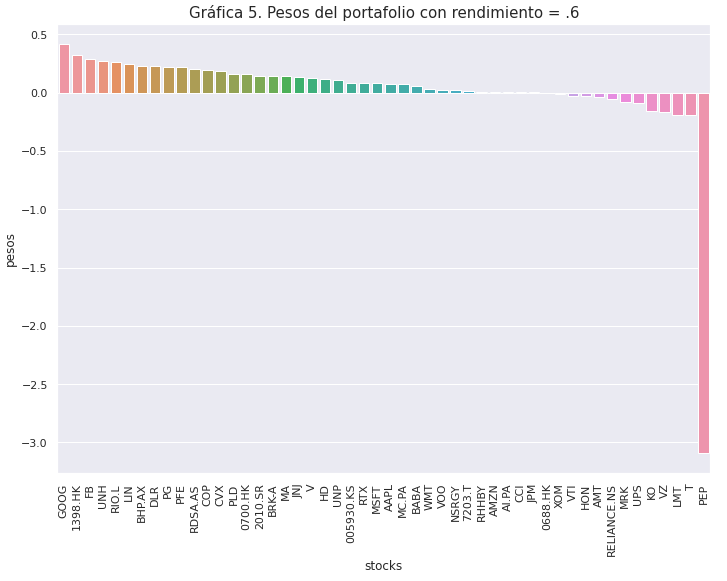 Gráfica 5. Pesos del portafolio con rendimiento = .6
pesos
0.5
0.0
−0.5
−1.0
−1.5
−2.0
−2.5
−3.0
GOOG
1398.HK
FB
UNH
RIO.L
LIN
BHP.AX
DLR
PG
PFE
RDSA.AS
COP
CVX
PLD
0700.HK
2010.SR
BRK-A
MA
JNJ
V
HD
UNP
005930.KS
RTX
MSFT
AAPL
MC.PA
BABA
WMT
VOO
NSRGY
7203.T
RHHBY
AMZN
AI.PA
CCI
JPM
0688.HK
XOM
VTI
HON
AMT
RELIANCE.NS
MRK
UPS
KO
VZ
LMT
T
PEP
stocks